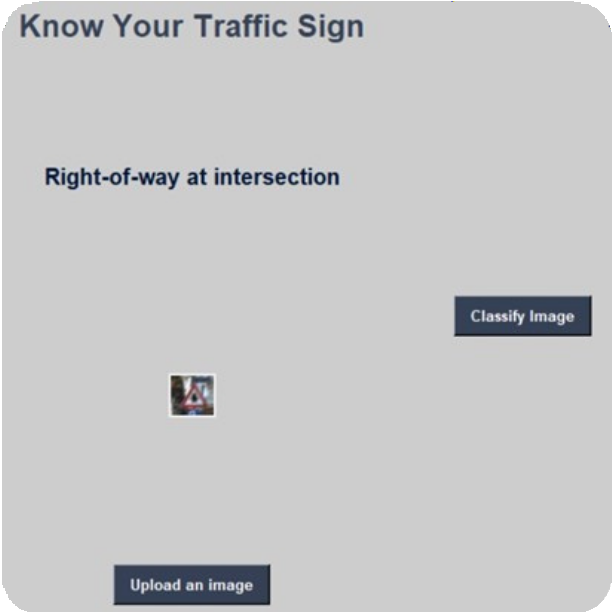 Know Your Traffic Sign
Right-of-way at intersection
Classify Image
Upload an image